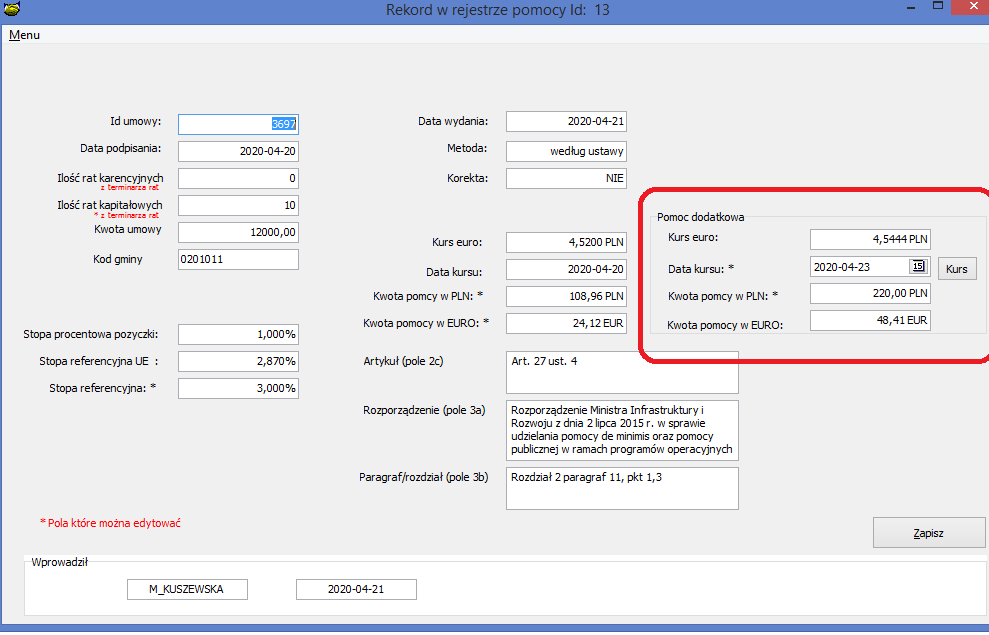 Rekord w rejestrze pomocy Id: 13
Menu
Id umowy: 3697
Data podpisania: 2020-04-20
Ilość rat karencyjnych 0
z terminarza rat
Ilość rat kapitałowych 10
* z terminarza rat
Kwota umowy 12000,00
Kod gminy 0201011
Stopa procentowa pozyczki: 1,000%
Stopa referencyjna UE : 2,870%
Stopa referencyjna: * 3,000%
Data wydania: 2020-04-21
Metoda: według ustawy
Korekta: NIE
Kurs euro: 4,5200 PLN
Data kursu: 2020-04-20
Kwota pomcy w PLN: * 108,96 PLN
Kwota pomocy w EURO: * 24,12 EUR
Pomoc dodatkowa
Kurs euro: 4,5444 PLN
Data kursu: * 2020-04-23 15 Kurs
Kwota pomcy w PLN: * 220,00 PLN
Kwota pomocy w EURO: 48,41 EUR
Artykuł (pole 2c) Art. 27 ust. 4
Rozporządzenie (pole 3a) Rozporządzenie Ministra Infrastruktury i
Rozwoju z dnia 2 lipca 2015 r. w sprawie
udzielania pomocy de minimis oraz pomocy
publicznej w ramach programów operacyjnych
Paragraf/rozdział (pole 3b) Rozdział 2 paragraf 11, pkt 1,3
* Pola które można edytować
Zapisz
Wprowadził
M_KUSZEWSKA 2020-04-21